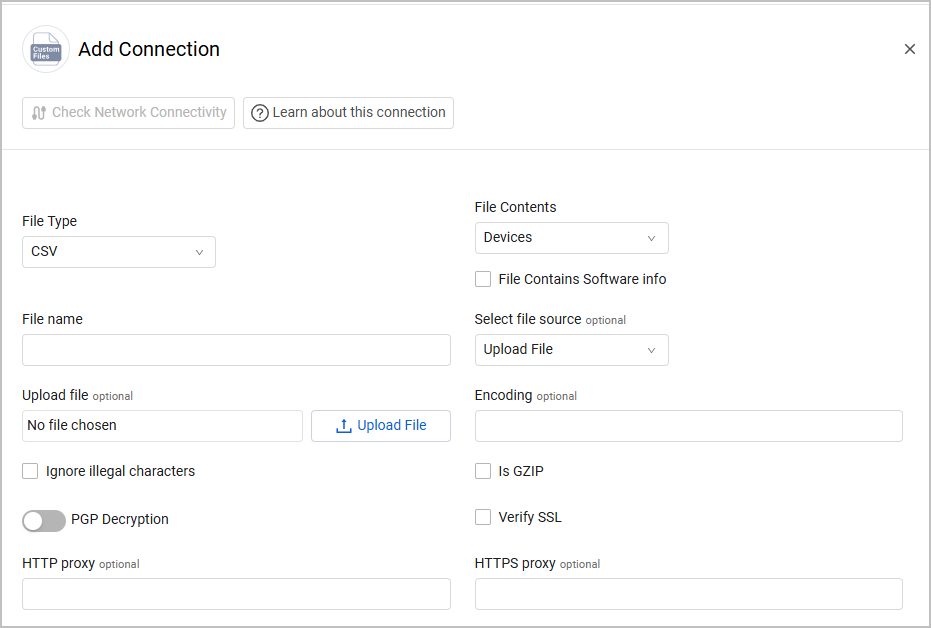 Custom
Files
Add Connection
Check Network Connectivity
Learn about this connection
File Type
CSV
File Contents
Devices
File Contains Software info
File name
Select file source optional
Upload File
Upload file optional
No file chosen
Upload File
Encoding optional
Ignore illegal characters
Is GZIP
PGP Decryption
Verify SSL
HTTP proxy optional
HTTPS proxy optional